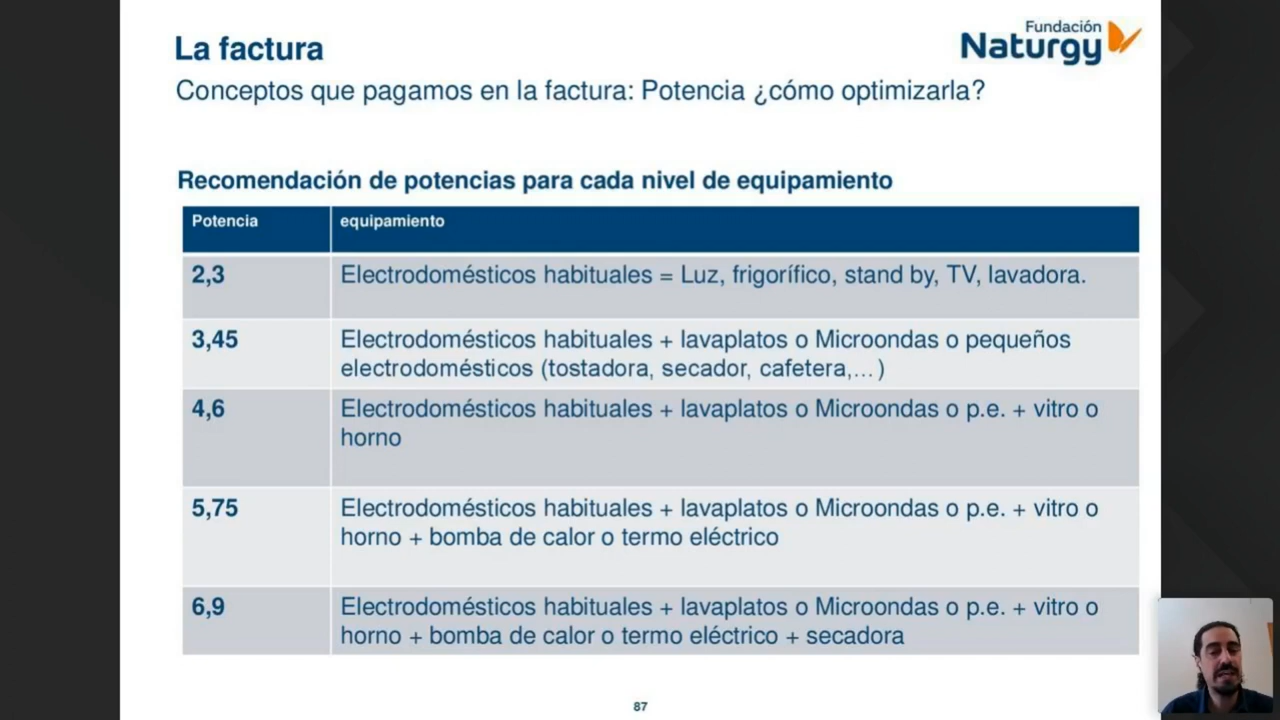 La factura
Fundación
Naturgy
Conceptos que pagamos en la factura: Potencia ¿cómo optimizarla?
Recomendación de potencias para cada nivel de equipamiento
Potencia equipamiento
2,3 Electrodomésticos habituales = Luz, frigorífico, stand by, TV, lavadora.
3,45 Electrodomésticos habituales + lavaplatos o Microondas o pequeños
electrodomésticos (tostadora, secador, cafetera,...)
4,6 Electrodomésticos habituales + lavaplatos o Microondas o p.e. + vitro o
horno
5,75 Electrodomésticos habituales + lavaplatos o Microondas o p.e. + vitro o
horno + bomba de calor o termo eléctrico
6,9 Electrodomésticos habituales + lavaplatos o Microondas o p.e. + vitro o
horno + bomba de calor o termo eléctrico + secadora
87